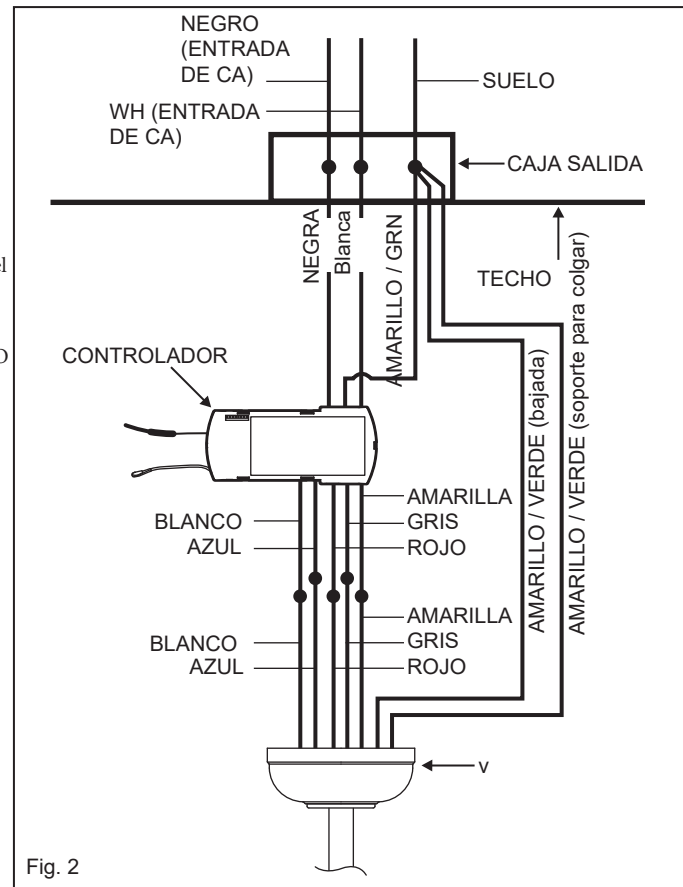 NEGRO
(ENTRADA
DE CA)
SUELO
WH (ENTRADA
DE CA)
CAJA SALIDA
NEGRA
Blanca
AMARILLO / GRN
TECHO
el
O
CONTROLADOR
AMARILLO / VERDE (bajada)
AMARILLO / VERDE (soporte para colgar)
AMARILLA
BLANCO
GRIS
AZUL
ROJO
AMARILLA
BLANCO
GRIS
AZUL
ROJO
v
Fig. 2